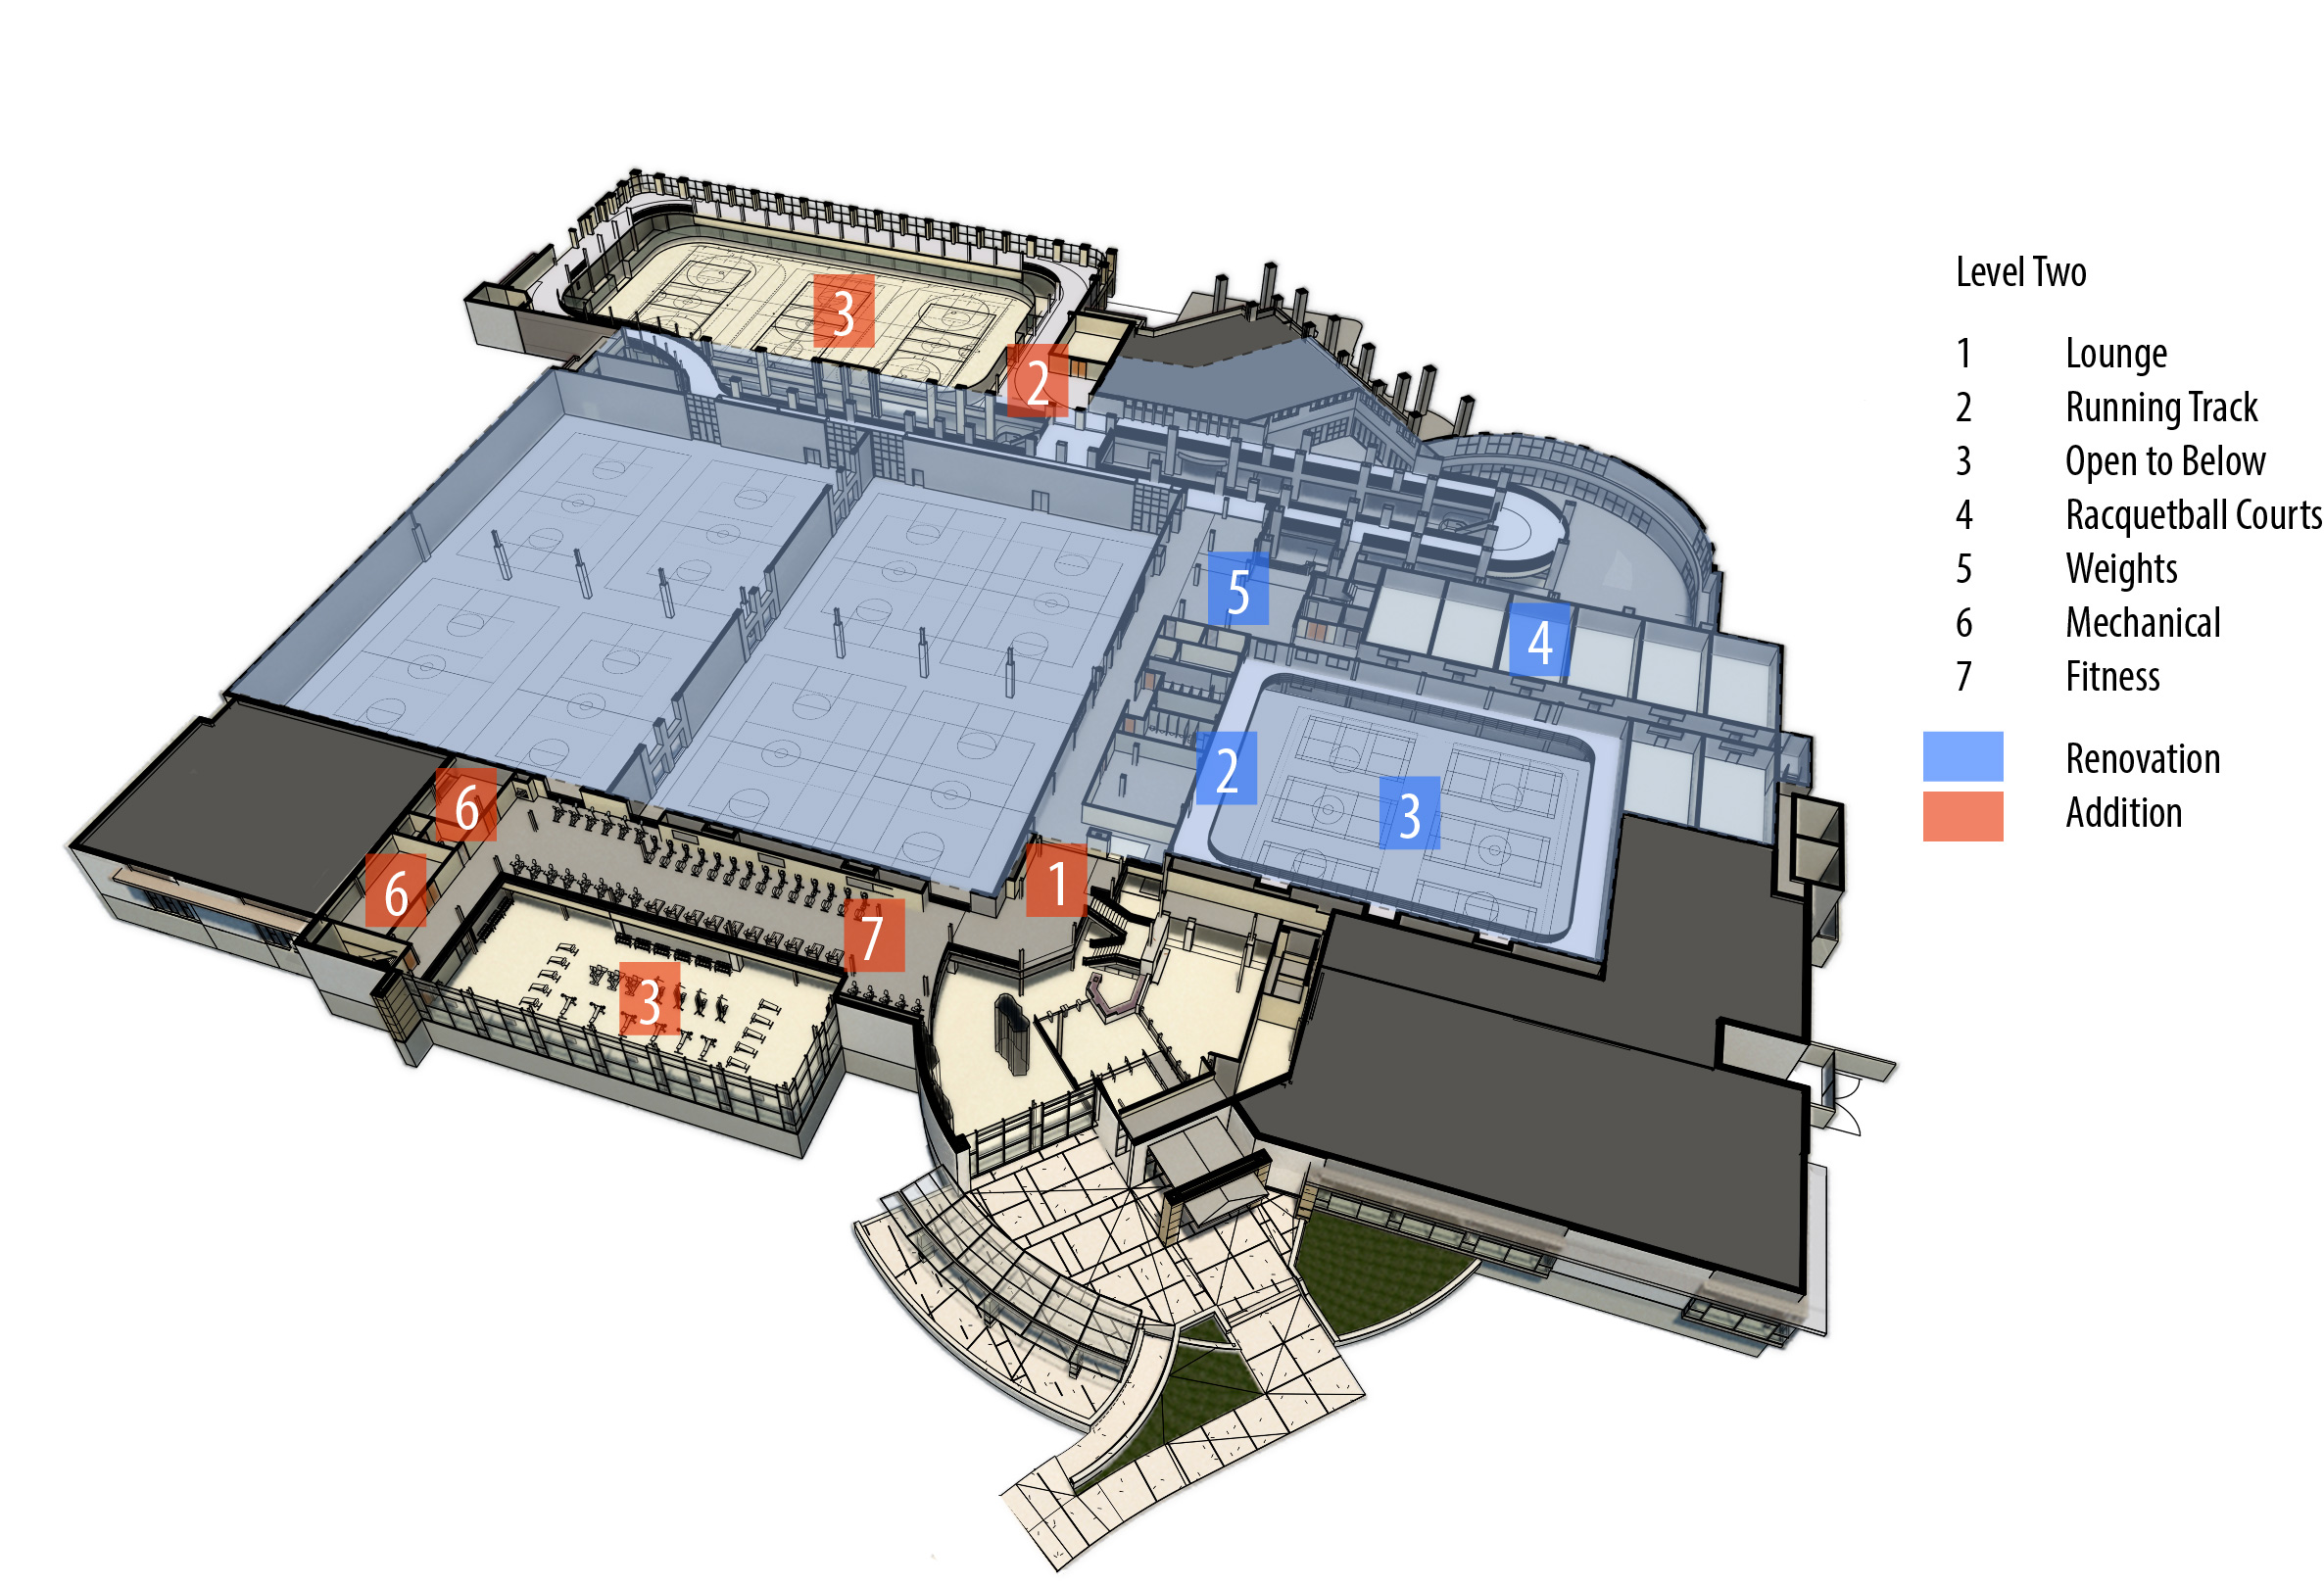 Level Two
1 Lounge
2 Running Track
3 Open to Below
4 Racquetball Courts
5 Weights
6 Mechanical
7 Fitness
Renovation
Addition
3
2
5
4
2
3
6
6
1
7
3